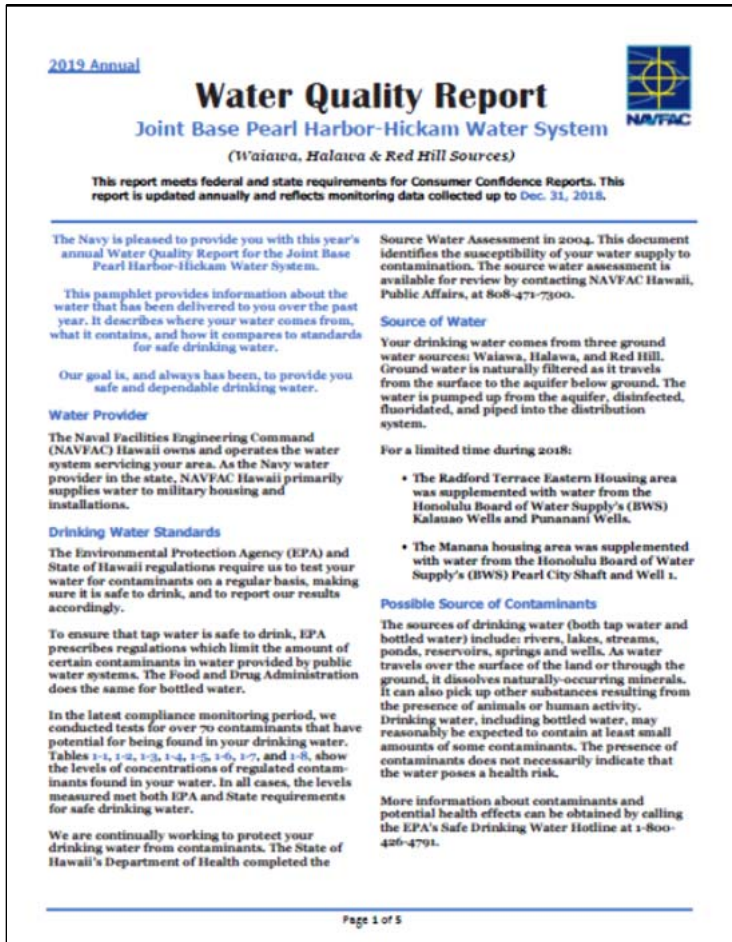 2019 Annual
Water Quality Report
NAVFAC
Joint Base Pearl Harbor-Hickam Water System
(Waiawa, Halawa & Red Hill Sources)
This report meets federal and state requirements for Consumer Confidence Reports. This
report is updated annually and reflects monitoring data collected up to Dec. 31, 2018.
The Navy is pleased to provide you with this year's
annual Water Quality Report for the Joint Base
Pearl Harbor-Hickam Water System.
This pamphlet provides information about the
water that has been delivered to you over the past
year. It describes where your water comes from,
what it contains, and how it compares to standards
for safe drinking water.
Our goal is, and always has been, to provide you
safe and dependable drinking water.
Water Provider
The Naval Facilities Engineering Command
(NAVFAC) Hawaii owns and operates the water
system servicing your area. As the Navy water
provider in the state, NAVFAC Hawaii primarily
supplies water to military housing and
installations.
Drinking Water Standards
The Environmental Protection Agency (EPA) and
State of Hawaii regulations require us to test your
water for contaminants on a regular basis, making
sure it is safe to drink, and to report our results
accordingly.
To ensure that tap water is safe to drink, EPA
prescribes regulations which limit the amount of
certain contaminants in water provided by public
water systems. The Food and Drug Administration
does the same for bottled water.
In the latest compliance monitoring period, we
conducted tests for over 70 contaminants that have
potential for being found in your drinking water.
Tables 1-1, 1-2, 1-3, 1-4, 1-5, 1-6, 1-7, and 1-8, show
the levels of concentrations of regulated contam-
inants found in your water. In all cases, the levels
measured met both EPA and State requirements
for safe drinking water.
We are continually working to protect your
drinking water from contaminants. The State of
Hawaii's Department of Health completed the
Source Water Assessment in 2004. This document
identifies the susceptibility of your water supply to
contamination. The source water assessment is
available for review by contacting NAVFAC Hawaii,
Public Affairs, at 808-471-7300.
Source of Water
Your drinking water comes from three ground
water sources: Waiawa, Halawa, and Red Hill.
Ground water is naturally filtered as it travels
from the surface to the aquifer below ground. The
water is pumped up from the aquifer, disinfected,
fluoridated, and piped into the distribution
system.
For a limited time during 2018:
• The Radford Terrace Eastern Housing area
was supplemented with water from the
Honolulu Board of Water Supply's (BWS)
Kalauao Wells and Punanani Wells.
• The Manana housing area was supplemented
with water from the Honolulu Board of Water
Supply's (BWS) Pearl City Shaft and Well 1.
Possible Source of Contaminants
The sources of drinking water (both tap water and
bottled water) include: rivers, lakes, streams,
ponds, reservoirs, springs and wells. As water
travels over the surface of the land or through the
ground, it dissolves naturally-occurring minerals.
It can also pick up other substances resulting from
the presence of animals or human activity.
Drinking water, including bottled water, may
reasonably be expected to contain at least small
amounts of some contaminants. The presence of
contaminants does not necessarily indicate that
the water poses a health risk.
More information about contaminants and
potential health effects can be obtained by calling
the EPA's Safe Drinking Water Hotline at 1-800-
426-4791.
Page 1 of 5